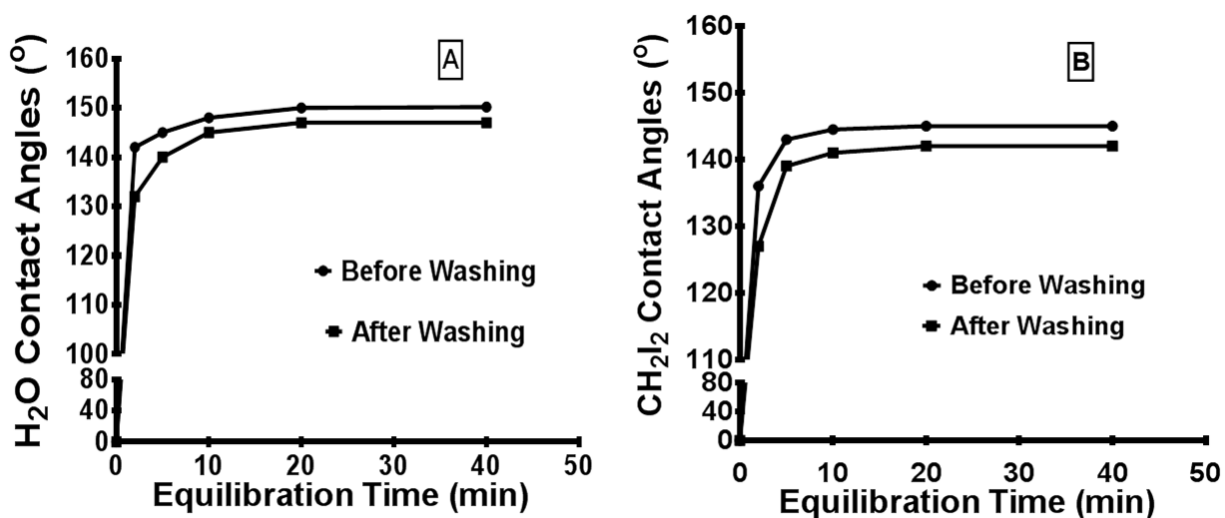 H₂O Contact Angles (°)
160
150
140
130
120
110
100
80
40
0
A
Before Washing
After Washing
0 10 20 30 40 50
Equilibration Time (min)
CH₂I₂ Contact Angles (°)
160
150
140
130
120
110
80
40
0
B
Before Washing
After Washing
0 10 20 30 40 50
Equilibration Time (min)